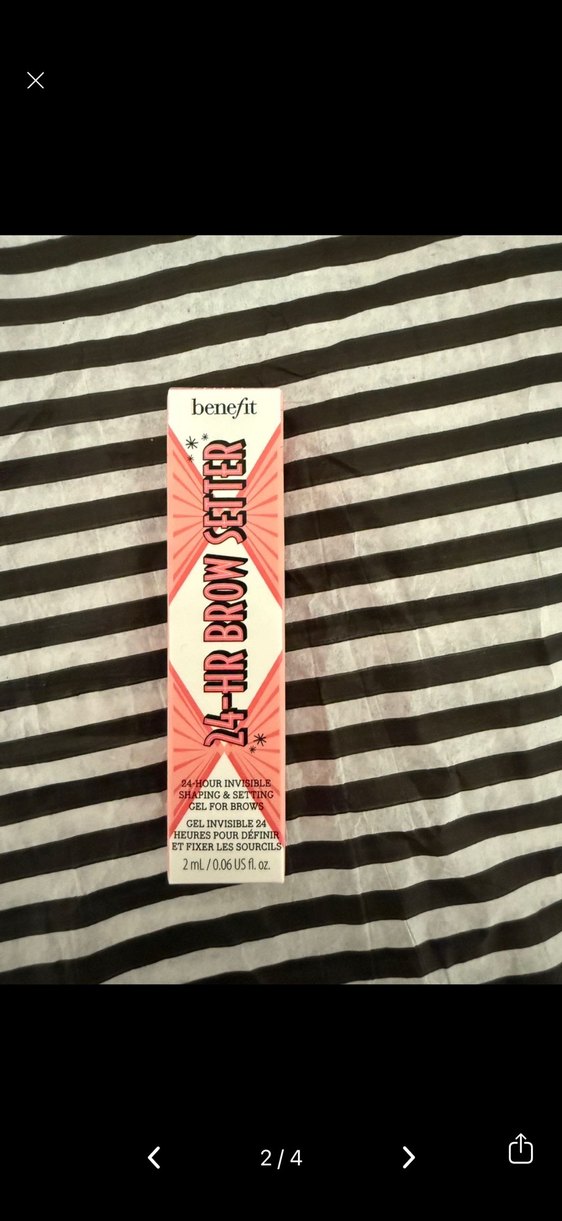 benefit
24-HR BROW SETTER
24-HOUR INVISIBLE
SHAPING & SETTING
GEL FOR BROWS
GEL INVISIBLE 24
HEURES POUR DÉFINIR
ET FIXER LES SOURCILS
2 mL / 0.06 US fl. oz.
2 / 4